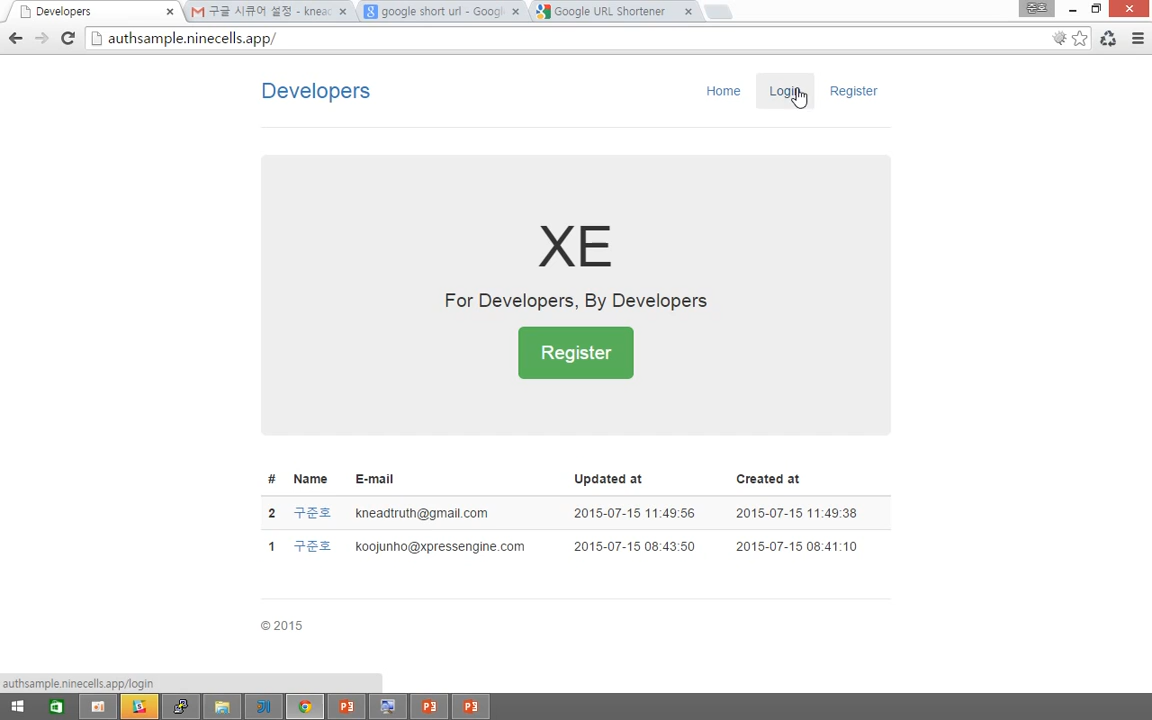 Developers
구글 시큐어 설정 - knead
google short url - Googl
Google URL Shortener
준호
authsample.ninecells.app/
Developers
Home
Login
Register
XE
For Developers, By Developers
Register
# Name E-mail Updated at Created at
2 구준호 kneadtruth@gmail.com 2015-07-15 11:49:56 2015-07-15 11:49:38
1 구준호 koojunho@xpressengine.com 2015-07-15 08:43:50 2015-07-15 08:41:10
© 2015
authsample.ninecells.app/login